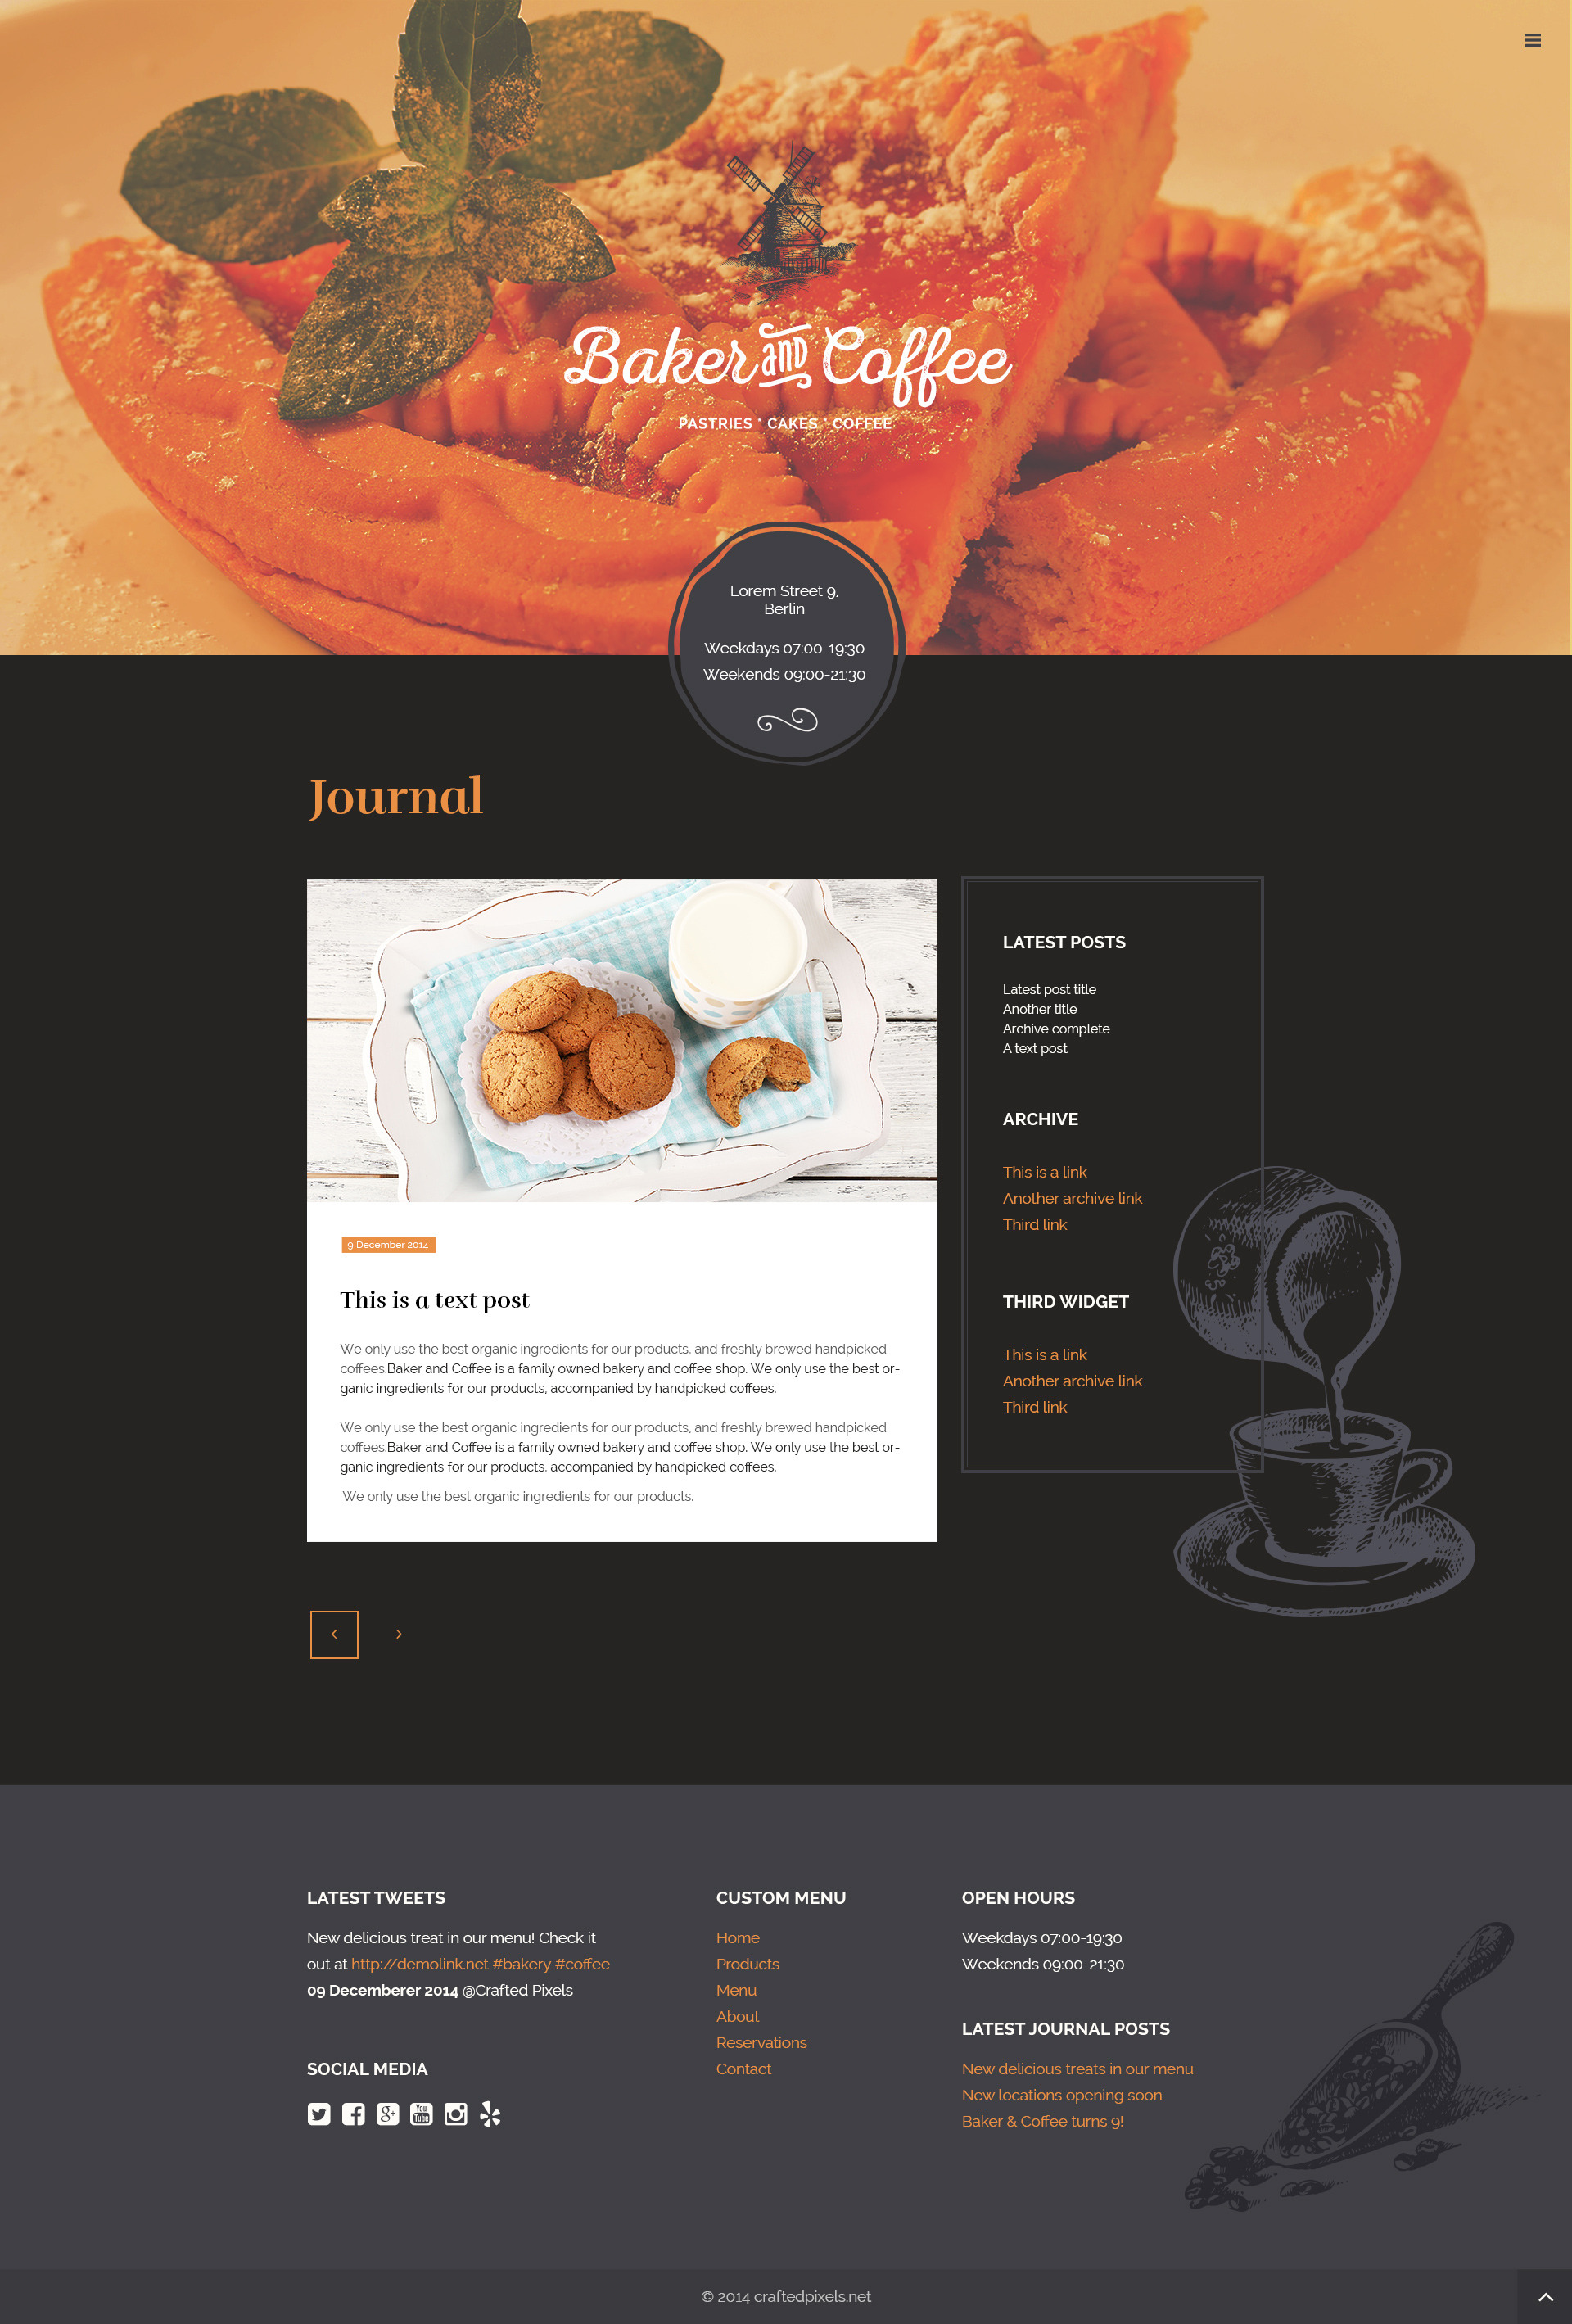 Baker and Coffee
PASTRIES * CAKES * COFFEE
Lorem Street 9,
Berlin
Weekdays 07:00-19:30
Weekends 09:00-21:30
Journal
9 December 2014
This is a text post
We only use the best organic ingredients for our products, and freshly brewed handpicked
coffees.Baker and Coffee is a family owned bakery and coffee shop. We only use the best or-
ganic ingredients for our products, accompanied by handpicked coffees.
We only use the best organic ingredients for our products, and freshly brewed handpicked
coffees.Baker and Coffee is a family owned bakery and coffee shop. We only use the best or-
ganic ingredients for our products, accompanied by handpicked coffees.
We only use the best organic ingredients for our products.
LATEST POSTS
Latest post title
Another title
Archive complete
A text post
ARCHIVE
This is a link
Another archive link
Third link
THIRD WIDGET
This is a link
Another archive link
Third link
LATEST TWEETS
New delicious treat in our menu! Check it
out at http://demolink.net #bakery #coffee
09 Decemberer 2014 @Crafted Pixels
SOCIAL MEDIA
g+
You
Tube
CUSTOM MENU
Home
Products
Menu
About
Reservations
Contact
OPEN HOURS
Weekdays 07:00-19:30
Weekends 09:00-21:30
LATEST JOURNAL POSTS
New delicious treats in our menu
New locations opening soon
Baker & Coffee turns 9!
© 2014 craftedpixels.net